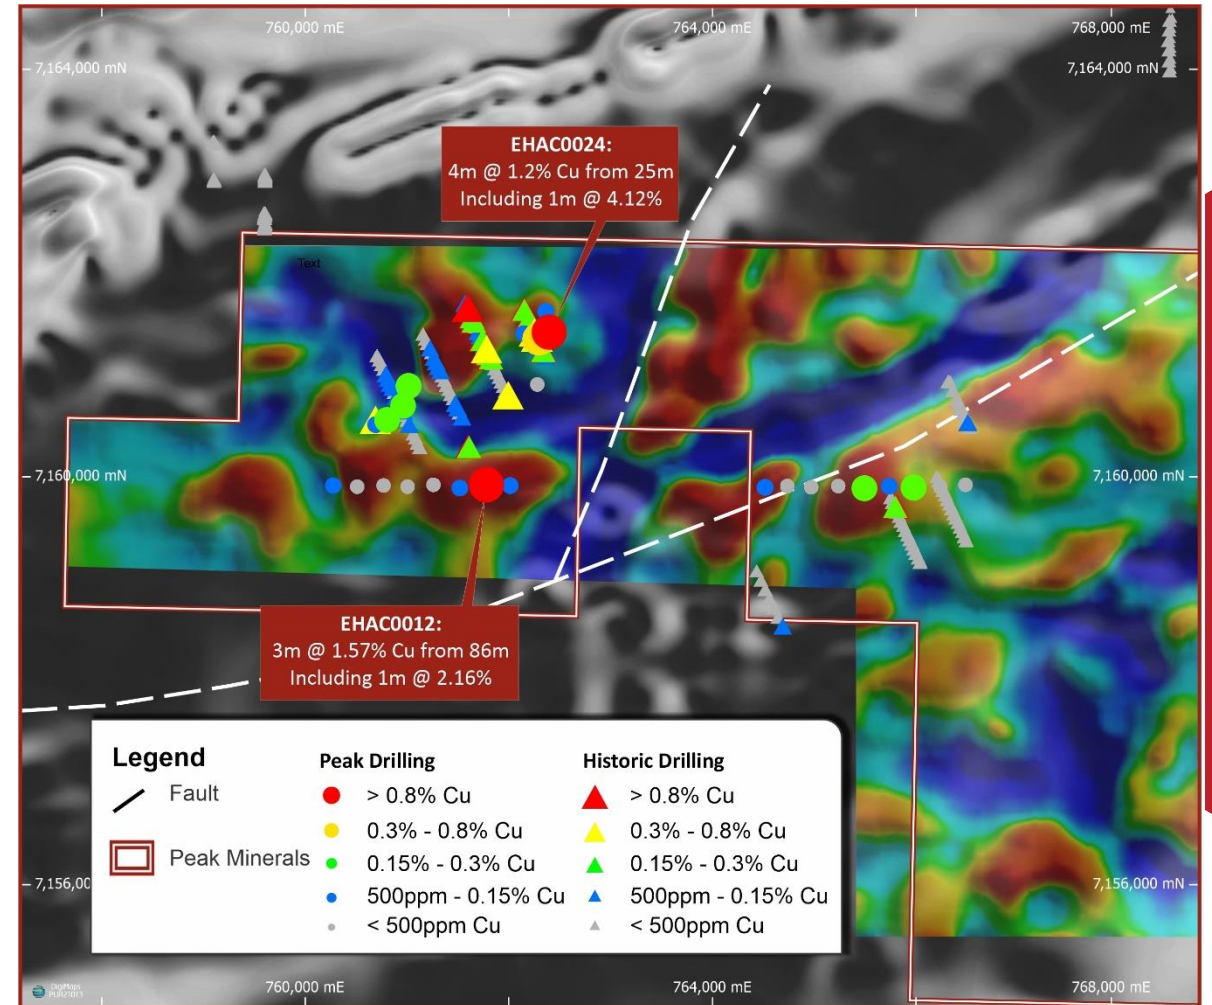 760,000 mE
764,000 mE
768,000 mE
7,164,000 mN
7,164,000 mN
EHAC0024:
4m @ 1.2% Cu from 25m
Including 1m @ 4.12%
Text
7,160,000 mN
7,160,000 mN
EHAC0012:
3m @ 1.57% Cu from 86m
Including 1m @ 2.16%
Legend
Fault
Peak Minerals
Peak Drilling
> 0.8% Cu
0.3% - 0.8% Cu
0.15% - 0.3% Cu
500ppm - 0.15% Cu
< 500ppm Cu
Historic Drilling
> 0.8% Cu
0.3% - 0.8% Cu
0.15% - 0.3% Cu
500ppm - 0.15% Cu
< 500ppm Cu
7,156,00
7,156,000 mN
DigiMaps
760,000 mE
764,000 mE
768,000 mE